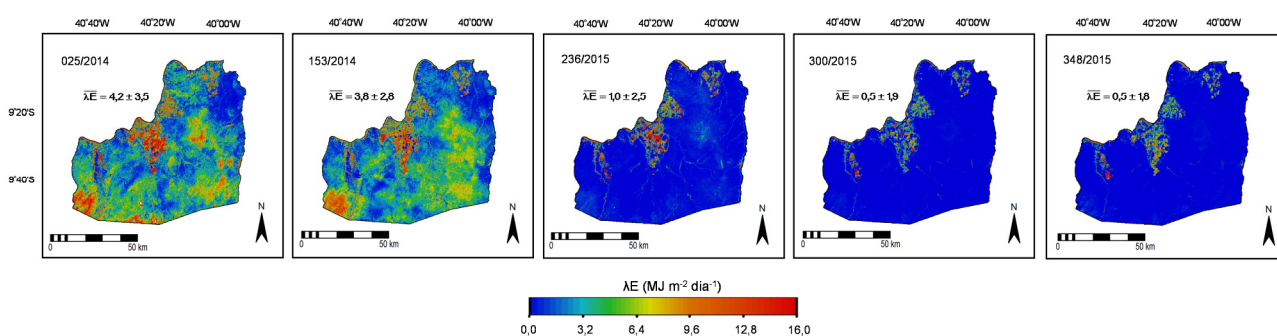 40°40'W 40°20'W 40°00'W 40°40'W 40°20'W 40°00'W 40°40'W 40°20'W 40°00'W 40°40'W 40°20'W 40°00'W 40°40'W 40°20'W 40°00'W
025/2014 153/2014 236/2015 300/2015 348/2015
λE = 4,2 ± 3,5 λE = 3,8 ± 2,8 λE = 1,0 ± 2,5 λE = 0,5 ± 1,9 λE = 0,5 ± 1,8
9°20'S
9°40'S
N N N N N
0 50 km 0 50 km 0 50 km 0 50 km 0 50 km
λE (MJ m⁻² dia⁻¹)
0,0 3,2 6,4 9,6 12,8 16,0